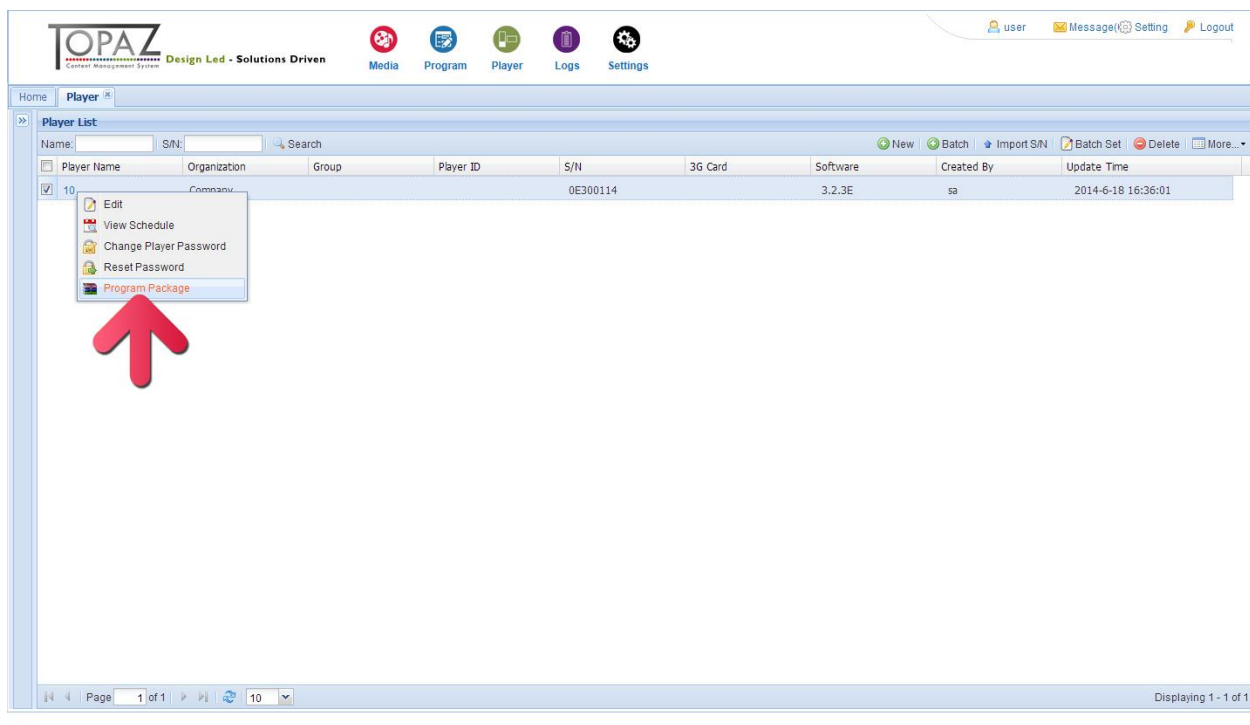 TOPAZ
Content Management System
Design Led - Solutions Driven
Media Program Player Logs Settings
user Message( Setting Logout
Home Player
Player List
Name: S/N: Search New Batch Import S/N Batch Set Delete More...
Player Name Organization Group Player ID S/N 3G Card Software Created By Update Time
10 Company 0E300114 3.2.3E sa 2014-6-18 16:36:01
Edit
View Schedule
Change Player Password
Reset Password
Program Package
Page 1 of 1 10 Displaying 1 - 1 of 1